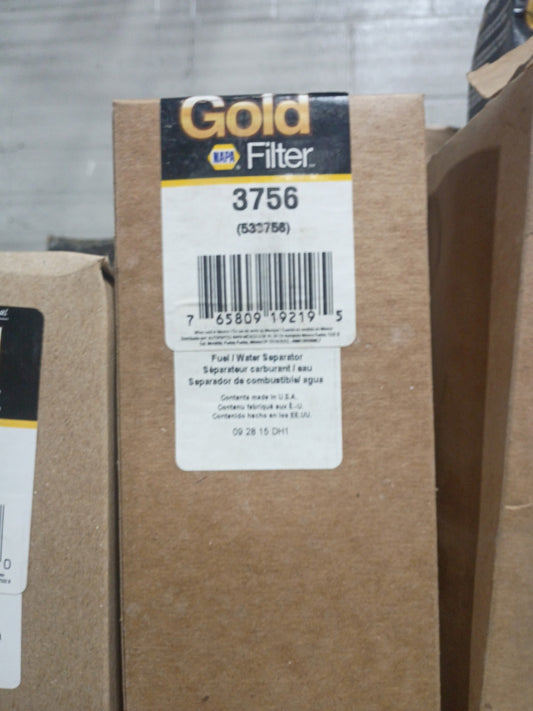 Gold
NAPA Filter
3756
(533756)
7 65809 19219 5
Fuel / Water Separator
Séparateur carburant / eau
Separador de combustible/ agua
Contents made in U.S.A.
Contenu fabriqué aux É.-U.
Contenido hecho en los EE.UU.
09 28 15 DH1
0